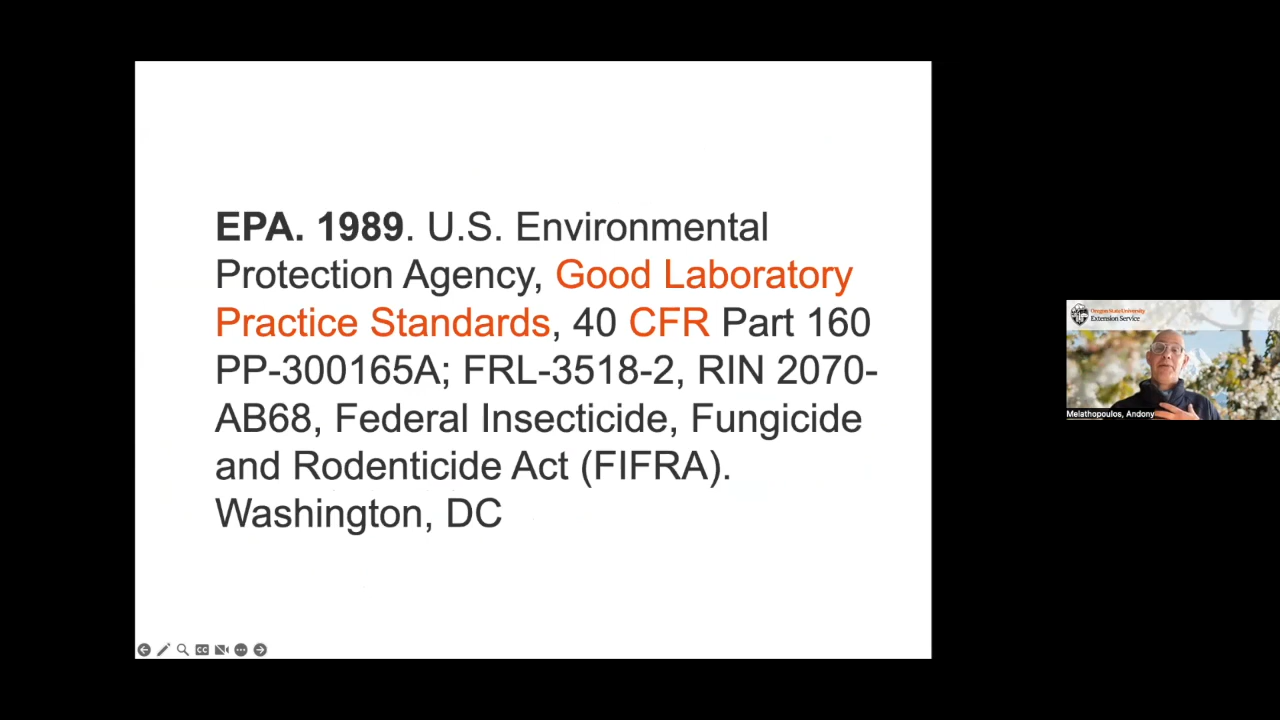 EPA. 1989. U.S. Environmental
Protection Agency, Good Laboratory
Practice Standards, 40 CFR Part 160
PP-300165A; FRL-3518-2, RIN 2070-
AB68, Federal Insecticide, Fungicide
and Rodenticide Act (FIFRA).
Washington, DC
CC
Oregon State University
Extension Service
Melathopoulos, Andony